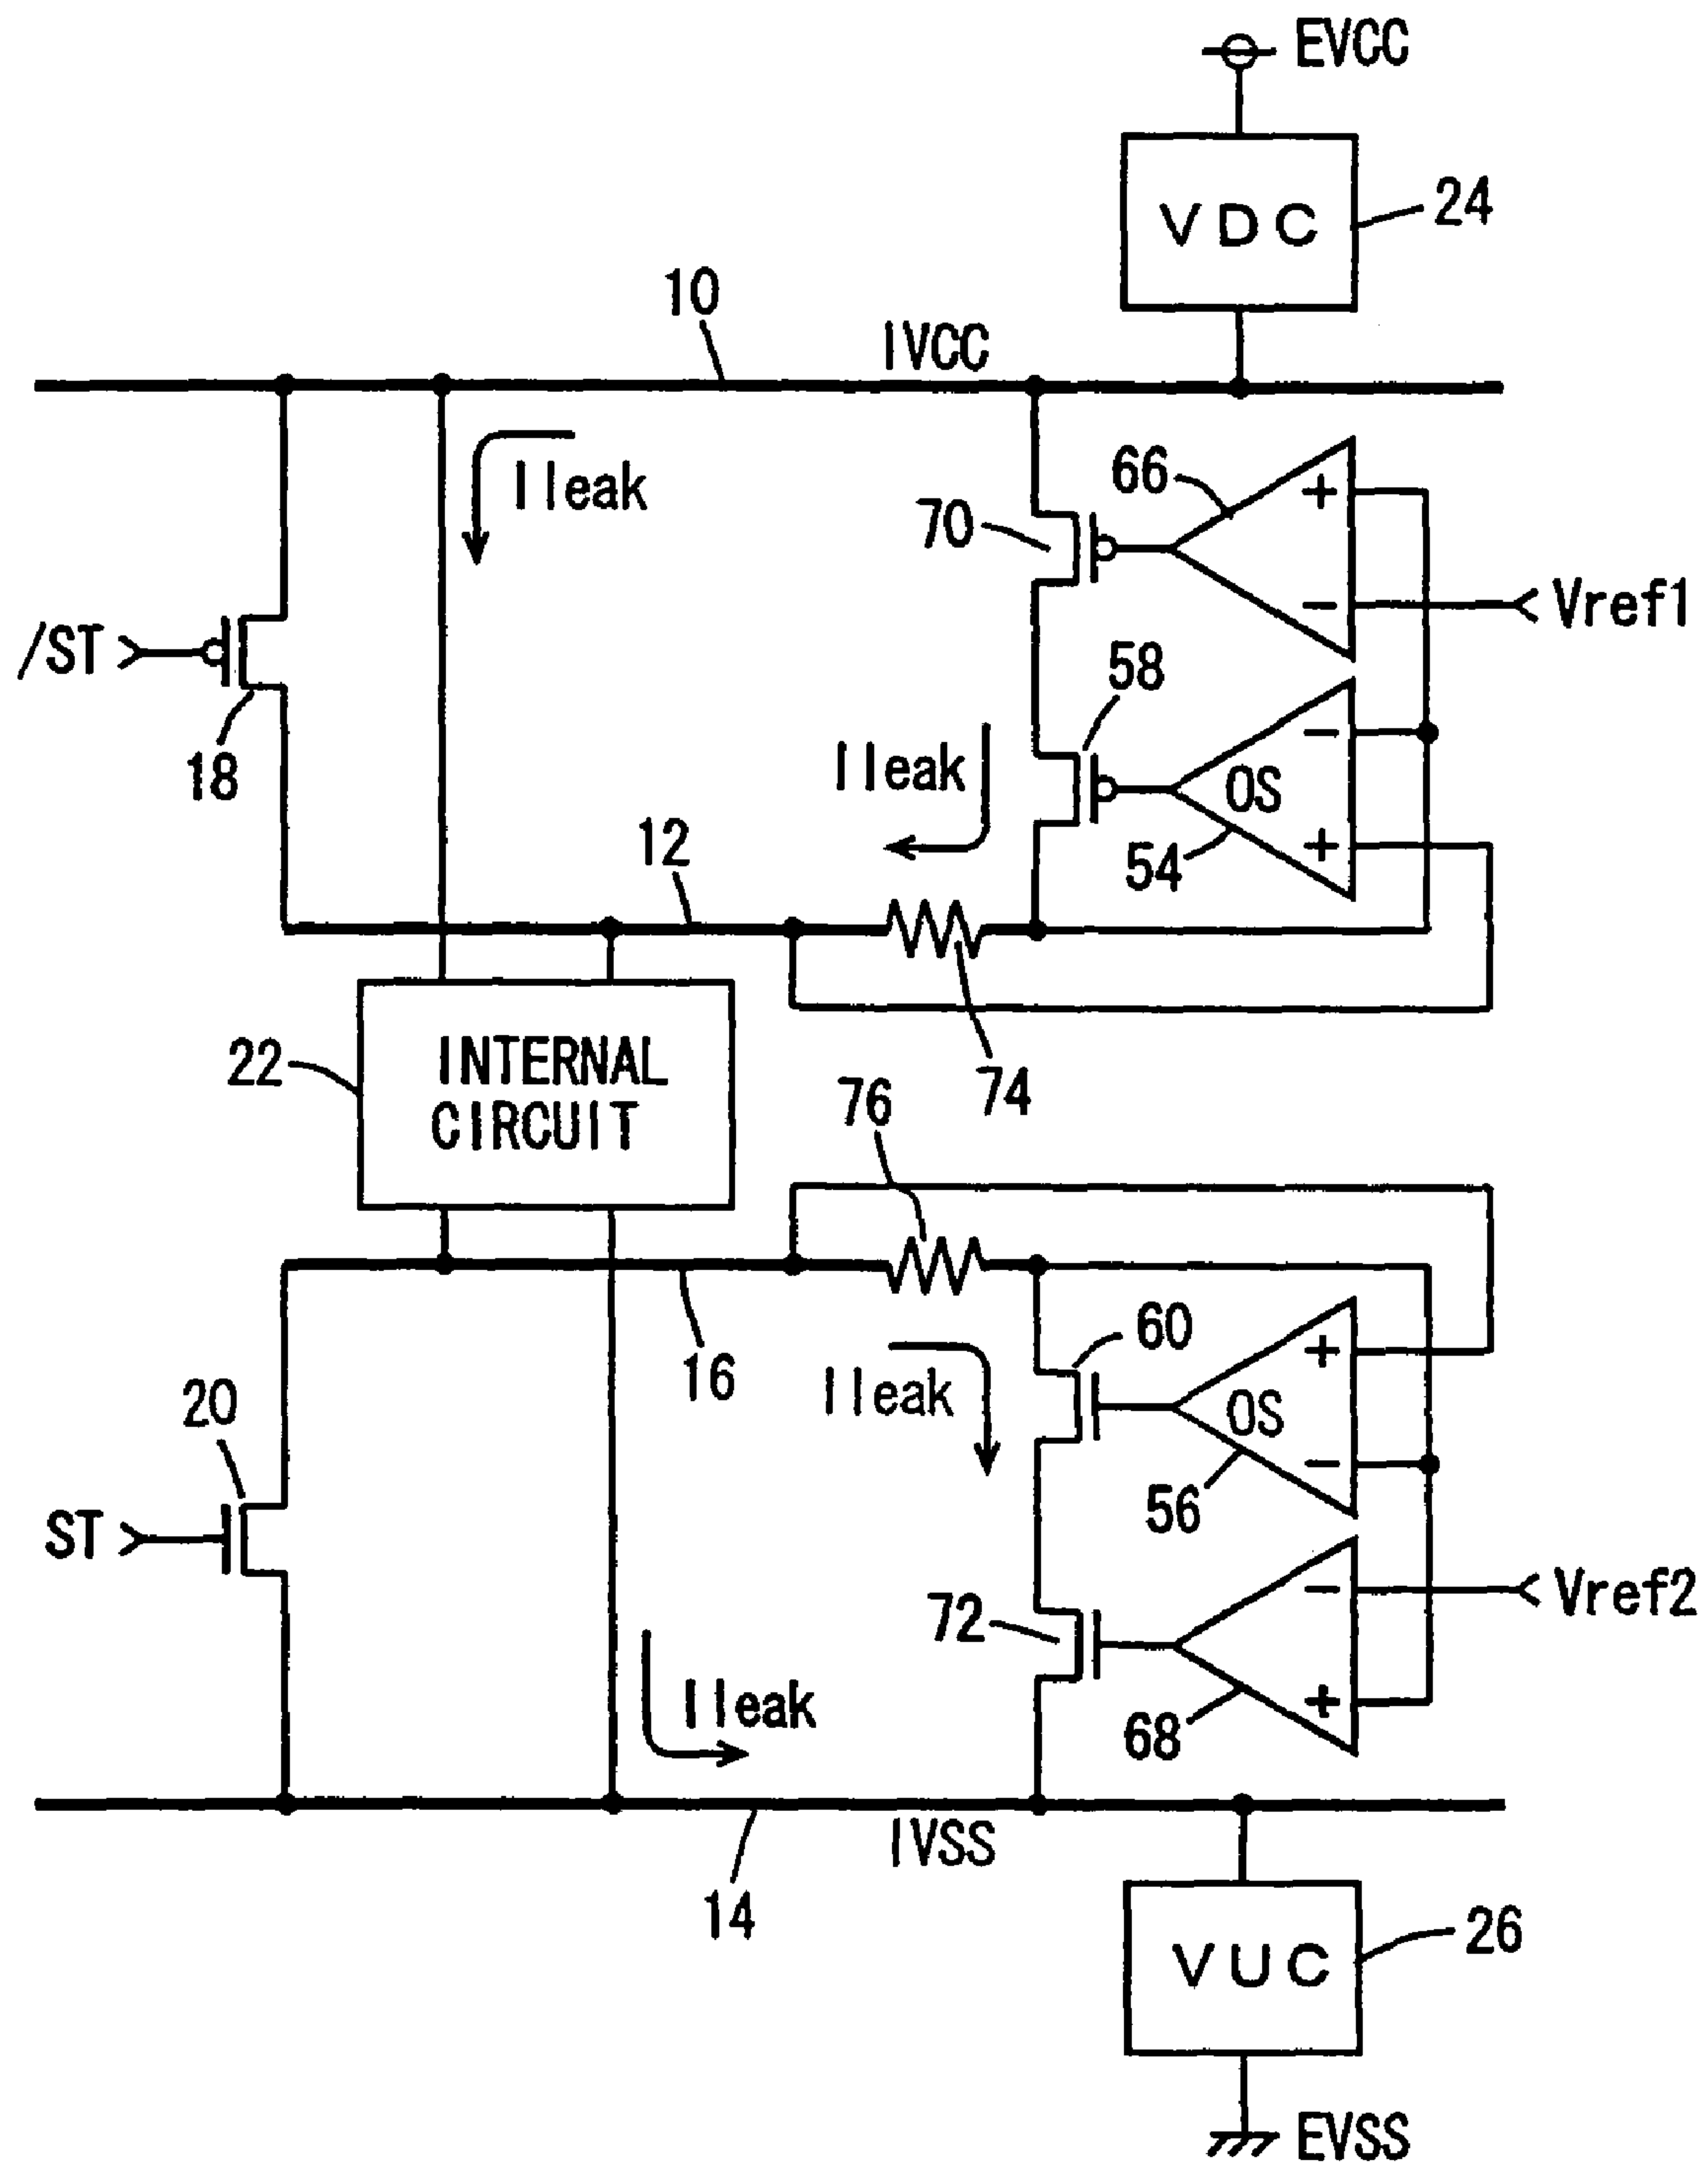 EVCC
VDC
24
10
IVCC
Ileak
66
+
70
−
Vref1
/ST
58
18
Ileak
−
OS
12
54
+
22
INTERNAL
CIRCUIT
76
74
16
60
Ileak
+
OS
20
−
56
ST
−
Vref2
72
Ileak
68
+
IVSS
14
26
VUC
EVSS